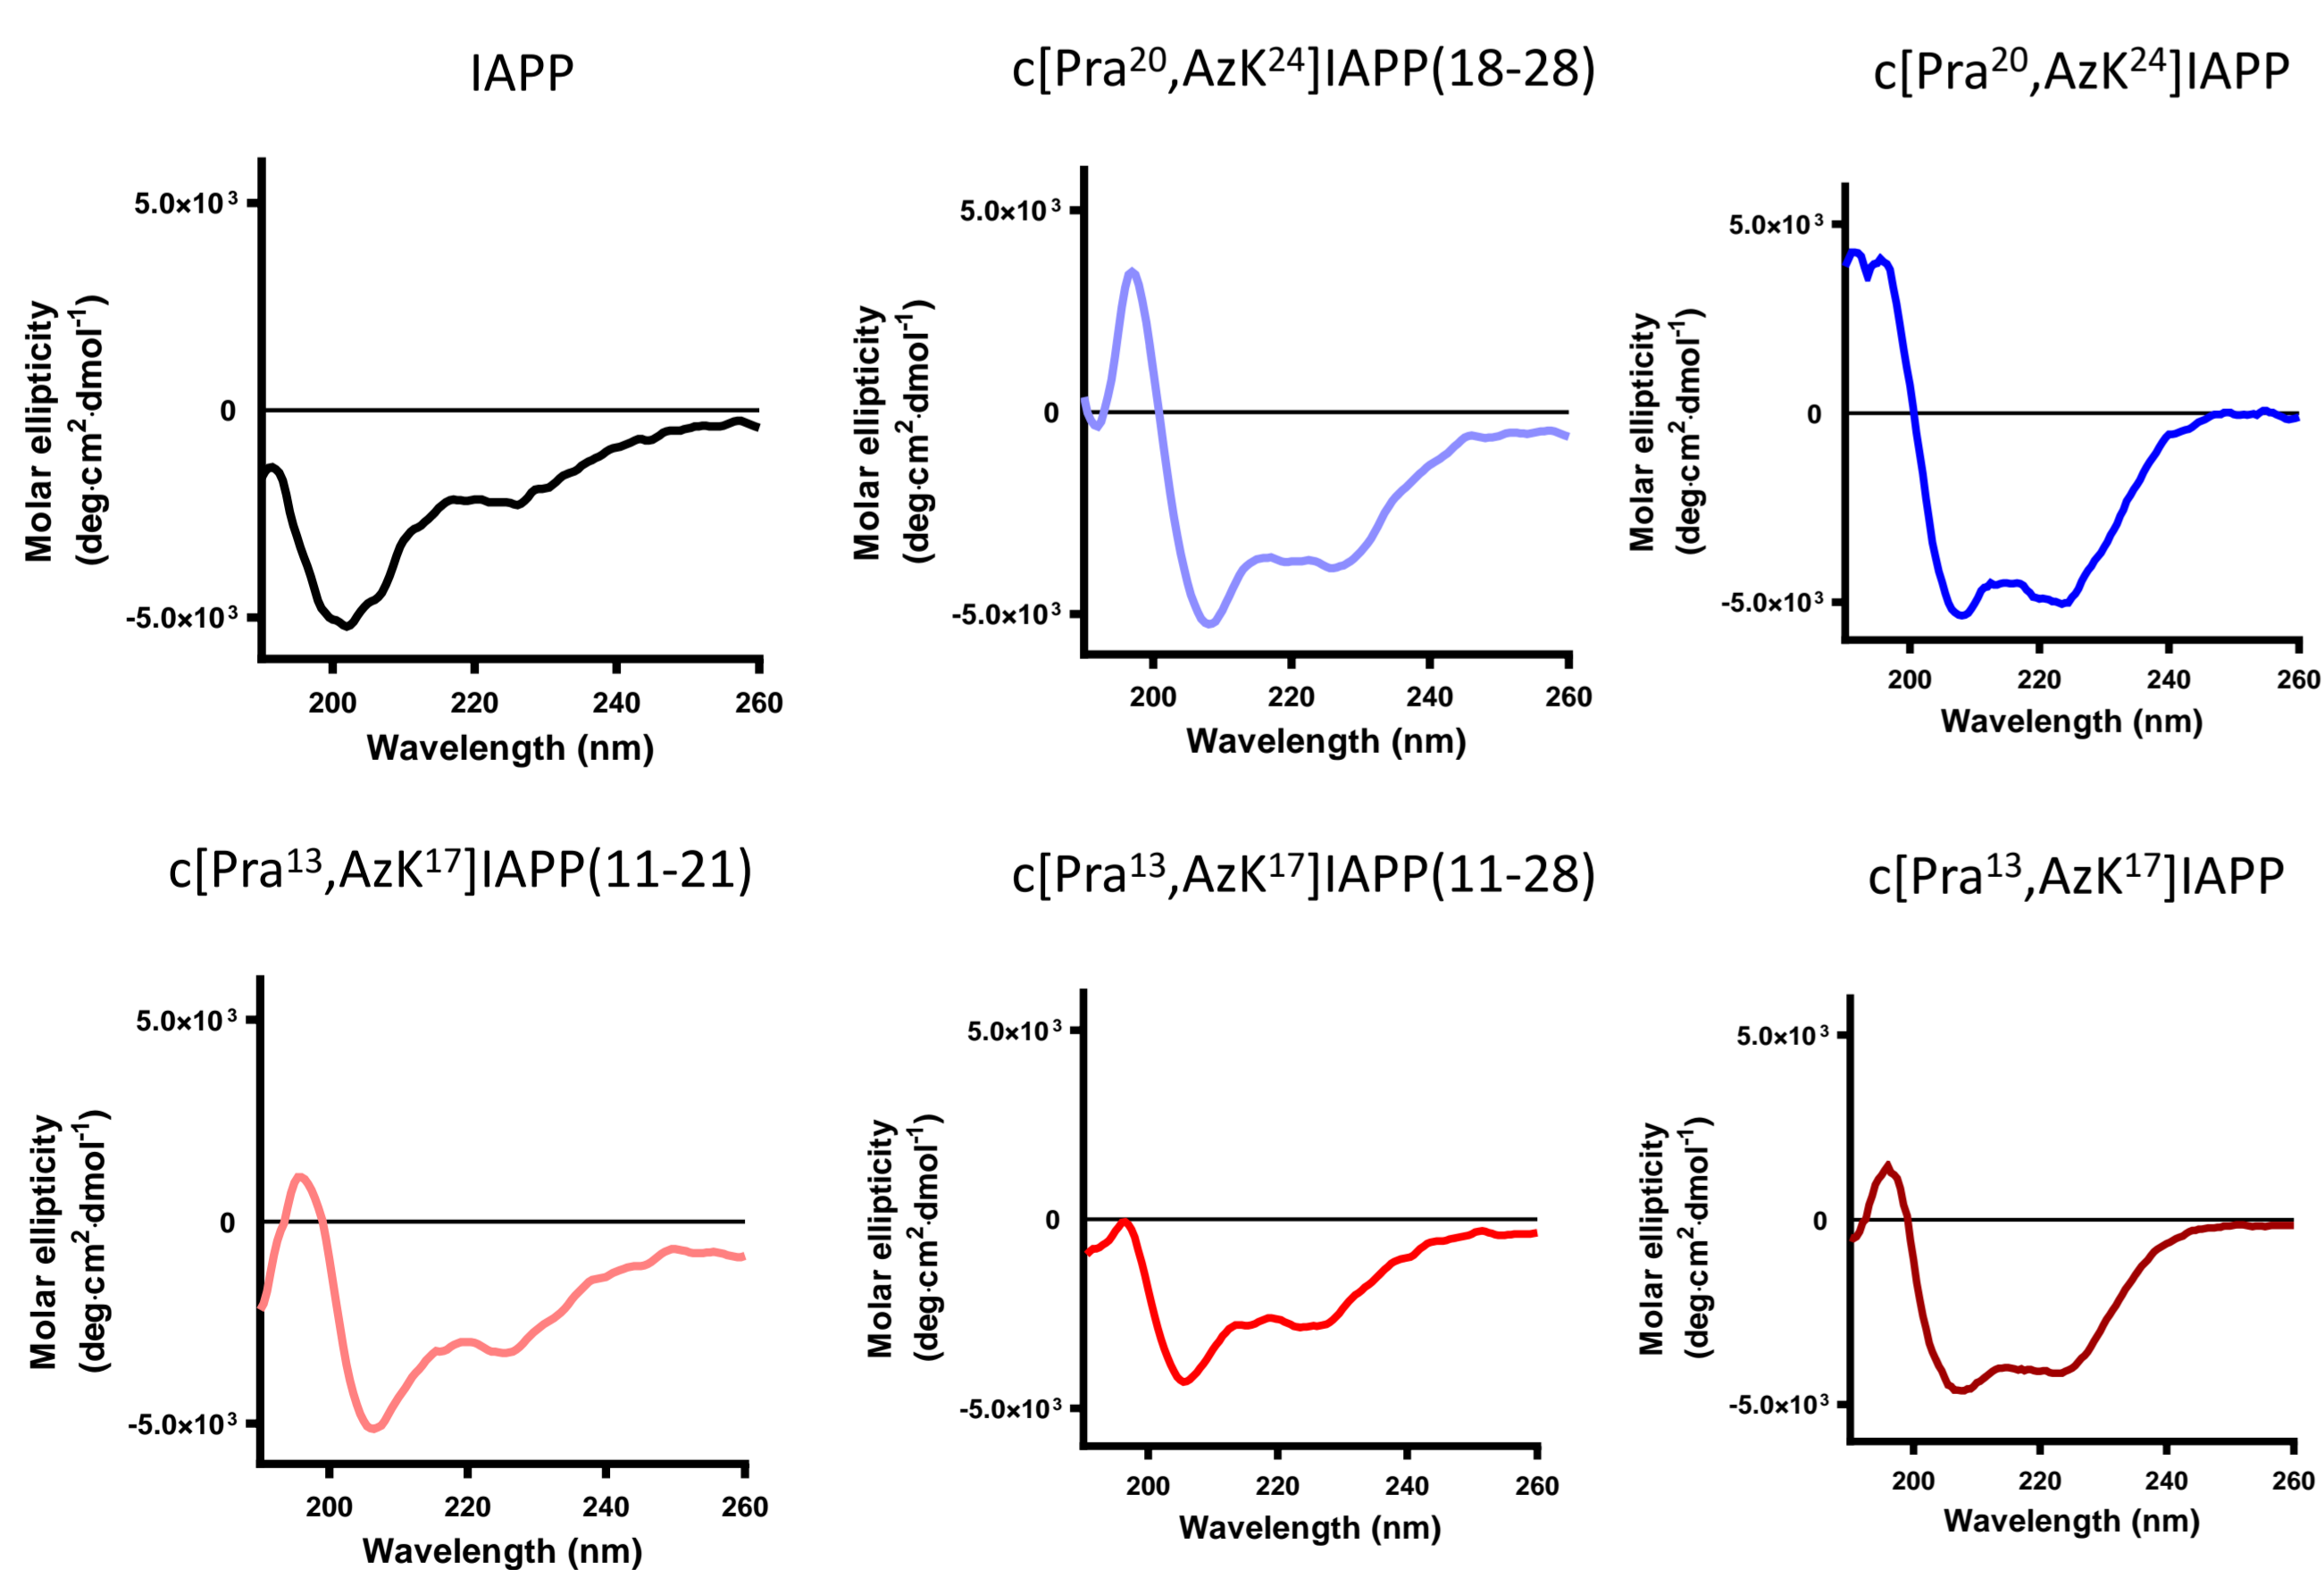 IAPP
5.0×10³
0
-5.0×10³
Molar ellipticity
(deg·cm²·dmol⁻¹)
200 220 240 260
Wavelength (nm)
c[Pra²⁰,AzK²⁴]IAPP(18-28)
5.0×10³
0
-5.0×10³
Molar ellipticity
(deg·cm²·dmol⁻¹)
200 220 240 260
Wavelength (nm)
c[Pra²⁰,AzK²⁴]IAPP
5.0×10³
0
-5.0×10³
Molar ellipticity
(deg·cm²·dmol⁻¹)
200 220 240 260
Wavelength (nm)
c[Pra¹³,AzK¹⁷]IAPP(11-21)
5.0×10³
0
-5.0×10³
Molar ellipticity
(deg·cm²·dmol⁻¹)
200 220 240 260
Wavelength (nm)
c[Pra¹³,AzK¹⁷]IAPP(11-28)
5.0×10³
0
-5.0×10³
Molar ellipticity
(deg·cm²·dmol⁻¹)
200 220 240 260
Wavelength (nm)
c[Pra¹³,AzK¹⁷]IAPP
5.0×10³
0
-5.0×10³
Molar ellipticity
(deg·cm²·dmol⁻¹)
200 220 240 260
Wavelength (nm)